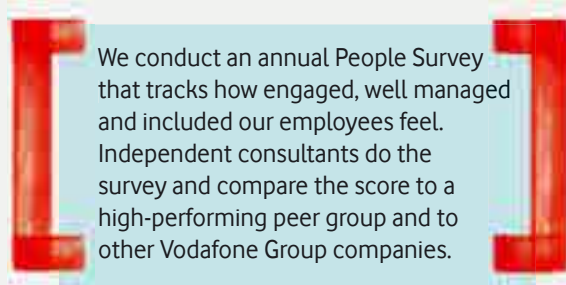 We conduct an annual People Survey
that tracks how engaged, well managed
and included our employees feel.
Independent consultants do the
survey and compare the score to a
high-performing peer group and to
other Vodafone Group companies.